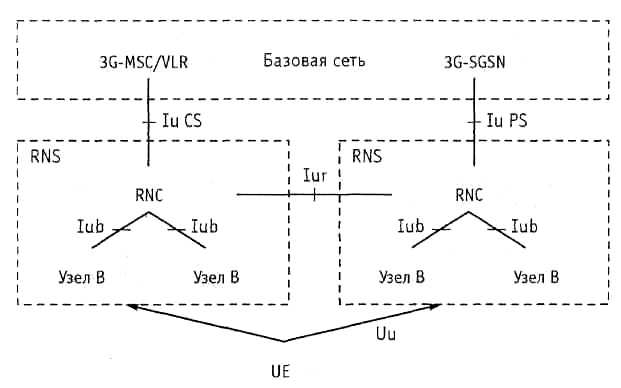 3G-MSC/VLR Базовая сеть 3G-SGSN
Iu CS Iu PS
RNS RNS
Iur
RNC RNC
Iub Iub Iub Iub
Узел В Узел В Узел В Узел В
Uu
UE